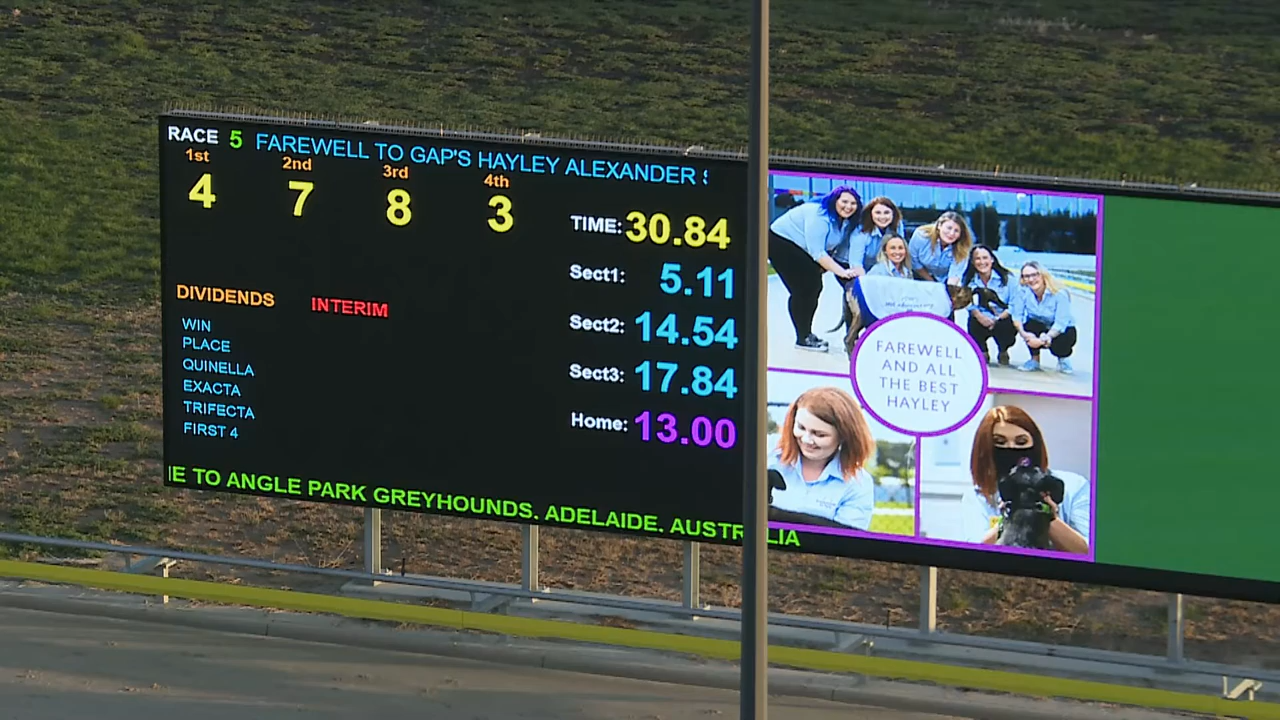 RACE 5 FAREWELL TO GAP'S HAYLEY ALEXANDER
1st 2nd 3rd 4th
4 7 8 3
TIME: 30.84
Sect1: 5.11
Sect2: 14.54
Sect3: 17.84
Home: 13.00
DIVIDENDS INTERIM
WIN
PLACE
QUINELLA
EXACTA
TRIFECTA
FIRST 4
E TO ANGLE PARK GREYHOUNDS. ADELAIDE. AUSTRALIA
FAREWELL
AND ALL
THE BEST
HAYLEY